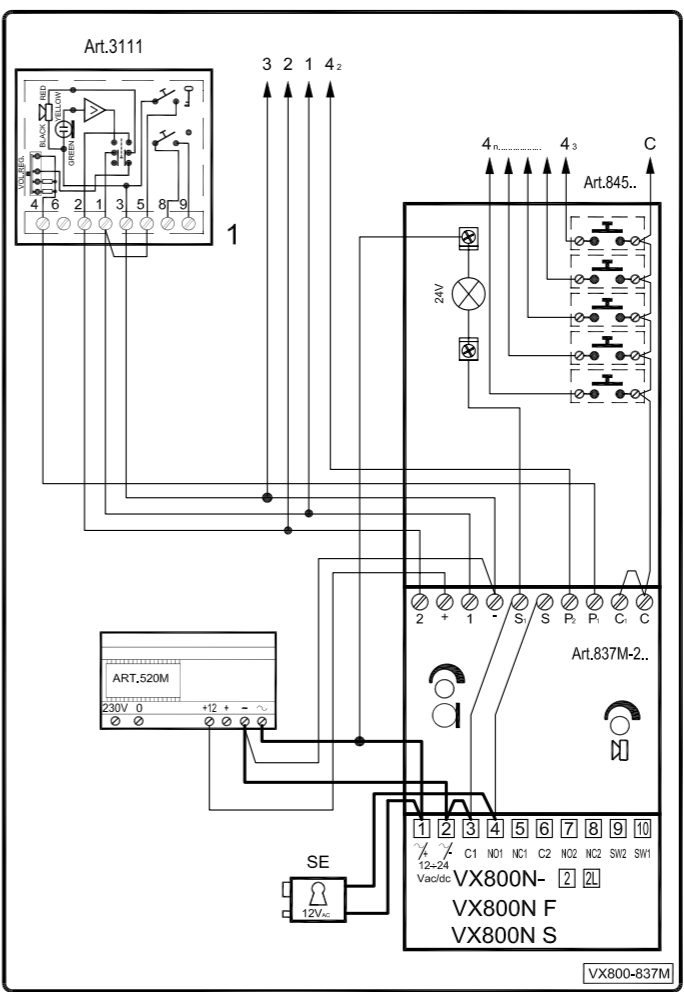 Art.3111
3 2 1 4₂
RED
BLACK
YELLOW
GREEN
VOL.REG.
4 6 2 1 3 5 8 9
1
4n................. 4₃ C
Art.845..
24V
2 + 1 - S₁ S P₂ P₁ C₁ C
Art.837M-2..
ART.520M
230V 0 +12 + − ~
1 2 3 4 5 6 7 8 9 10
~/+ ~/- C1 NO1 NC1 C2 NO2 NC2 SW2 SW1
12÷24
Vac/dc
VX800N- 2 2L
VX800N F
VX800N S
SE
12VAC
VX800-837M